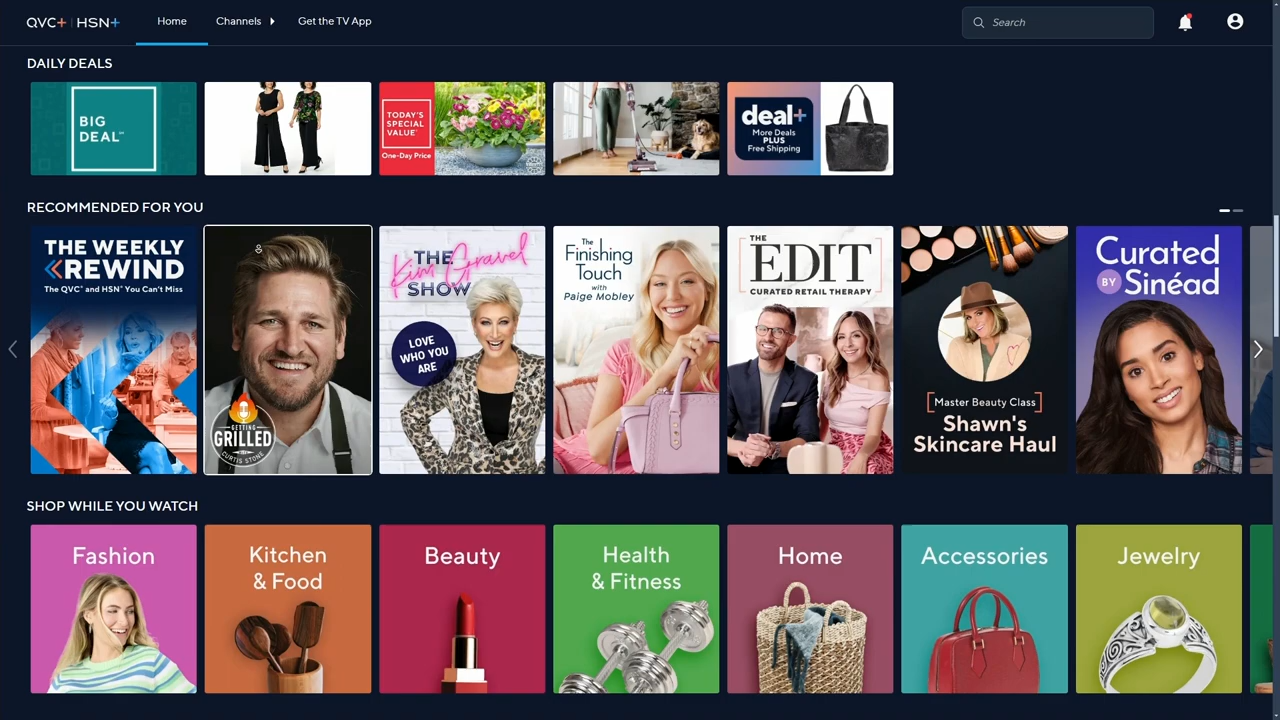 QVC+ | HSN+
Home
Channels
Get the TV App
Search
DAILY DEALS
BIG
DEAL™
TODAY'S
SPECIAL
VALUE®
One-Day Price
deal+
More Deals
PLUS
Free Shipping
RECOMMENDED FOR YOU
THE WEEKLY
REWIND
The QVC® and HSN® You Can't Miss
GETTING
GRILLED
CURTIS STONE
THE
Kim Gravel
SHOW
LOVE
WHO YOU
ARE
The
Finishing
Touch
with
Paige Mobley
THE
EDIT
CURATED RETAIL THERAPY
[Master Beauty Class]
Shawn's
Skincare Haul
Curated
BY Sinéad
SHOP WHILE YOU WATCH
Fashion
Kitchen
& Food
Beauty
Health
& Fitness
Home
Accessories
Jewelry